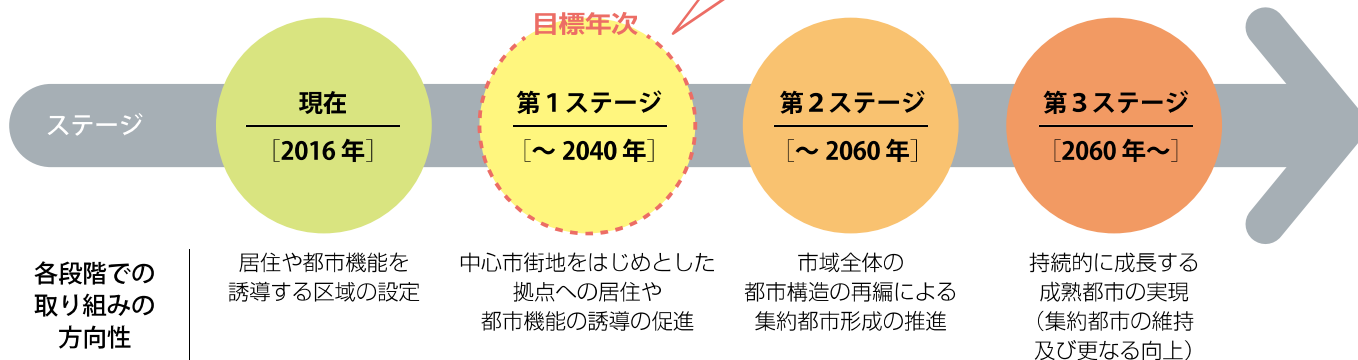 目標年次
ステージ
現在
［2016 年］
第１ステージ
［～ 2040 年］
第２ステージ
［～ 2060 年］
第３ステージ
［2060 年～］
各段階での
取り組みの
方向性
居住や都市機能を
誘導する区域の設定
中心市街地をはじめとした
拠点への居住や
都市機能の誘導の促進
市域全体の
都市構造の再編による
集約都市形成の推進
持続的に成長する
成熟都市の実現
（集約都市の維持
及び更なる向上）